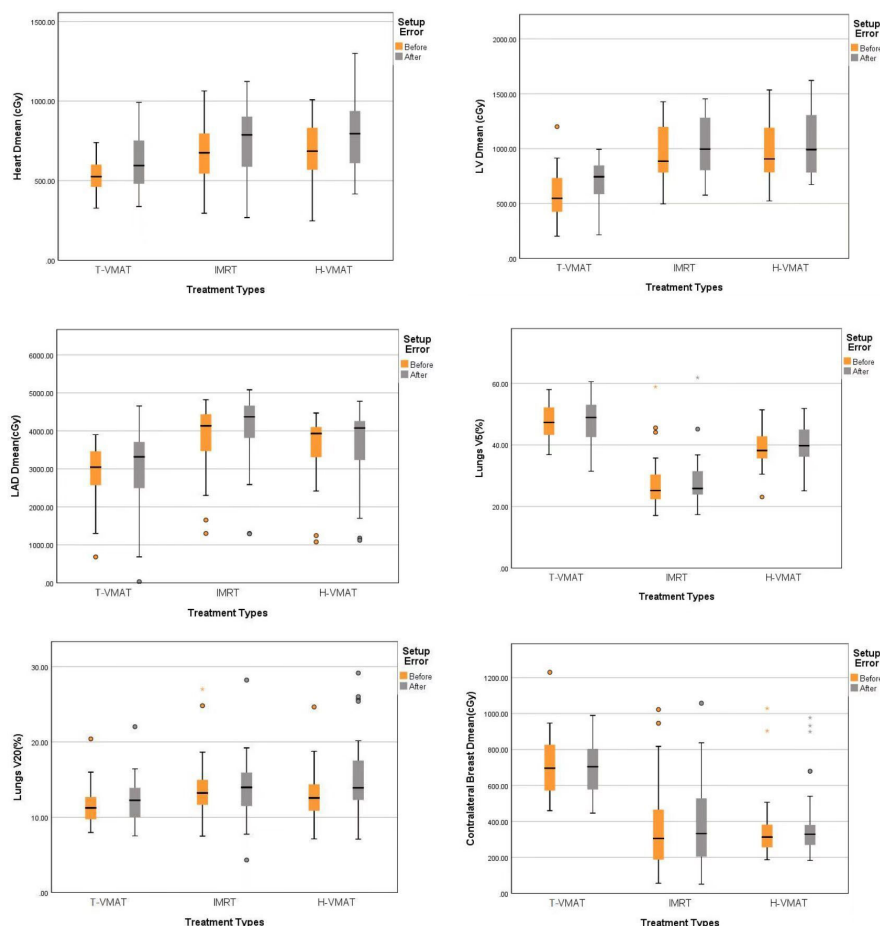 1500.00
1000.00
500.00
.00
Heart Dmean (cGy)
T-VMAT
IMRT
H-VMAT
Treatment Types
Setup
Error
Before
After
2000.00
1500.00
1000.00
500.00
.00
LV Dmean (cGy)
T-VMAT
IMRT
H-VMAT
Treatment Types
Setup
Error
Before
After
6000.00
5000.00
4000.00
3000.00
2000.00
1000.00
.00
LAD Dmean(cGy)
T-VMAT
IMRT
H-VMAT
Treatment Types
Setup
Error
Before
After
60.00
40.00
20.00
.00
Lungs V5(%)
T-VMAT
IMRT
H-VMAT
Treatment Types
Setup
Error
Before
After
30.00
20.00
10.00
.00
Lungs V20(%)
T-VMAT
IMRT
H-VMAT
Treatment Types
Setup
Error
Before
After
1200.00
1000.00
800.00
600.00
400.00
200.00
.00
Contralateral Breast Dmean(cGy)
T-VMAT
IMRT
H-VMAT
Treatment Types
Setup
Error
Before
After